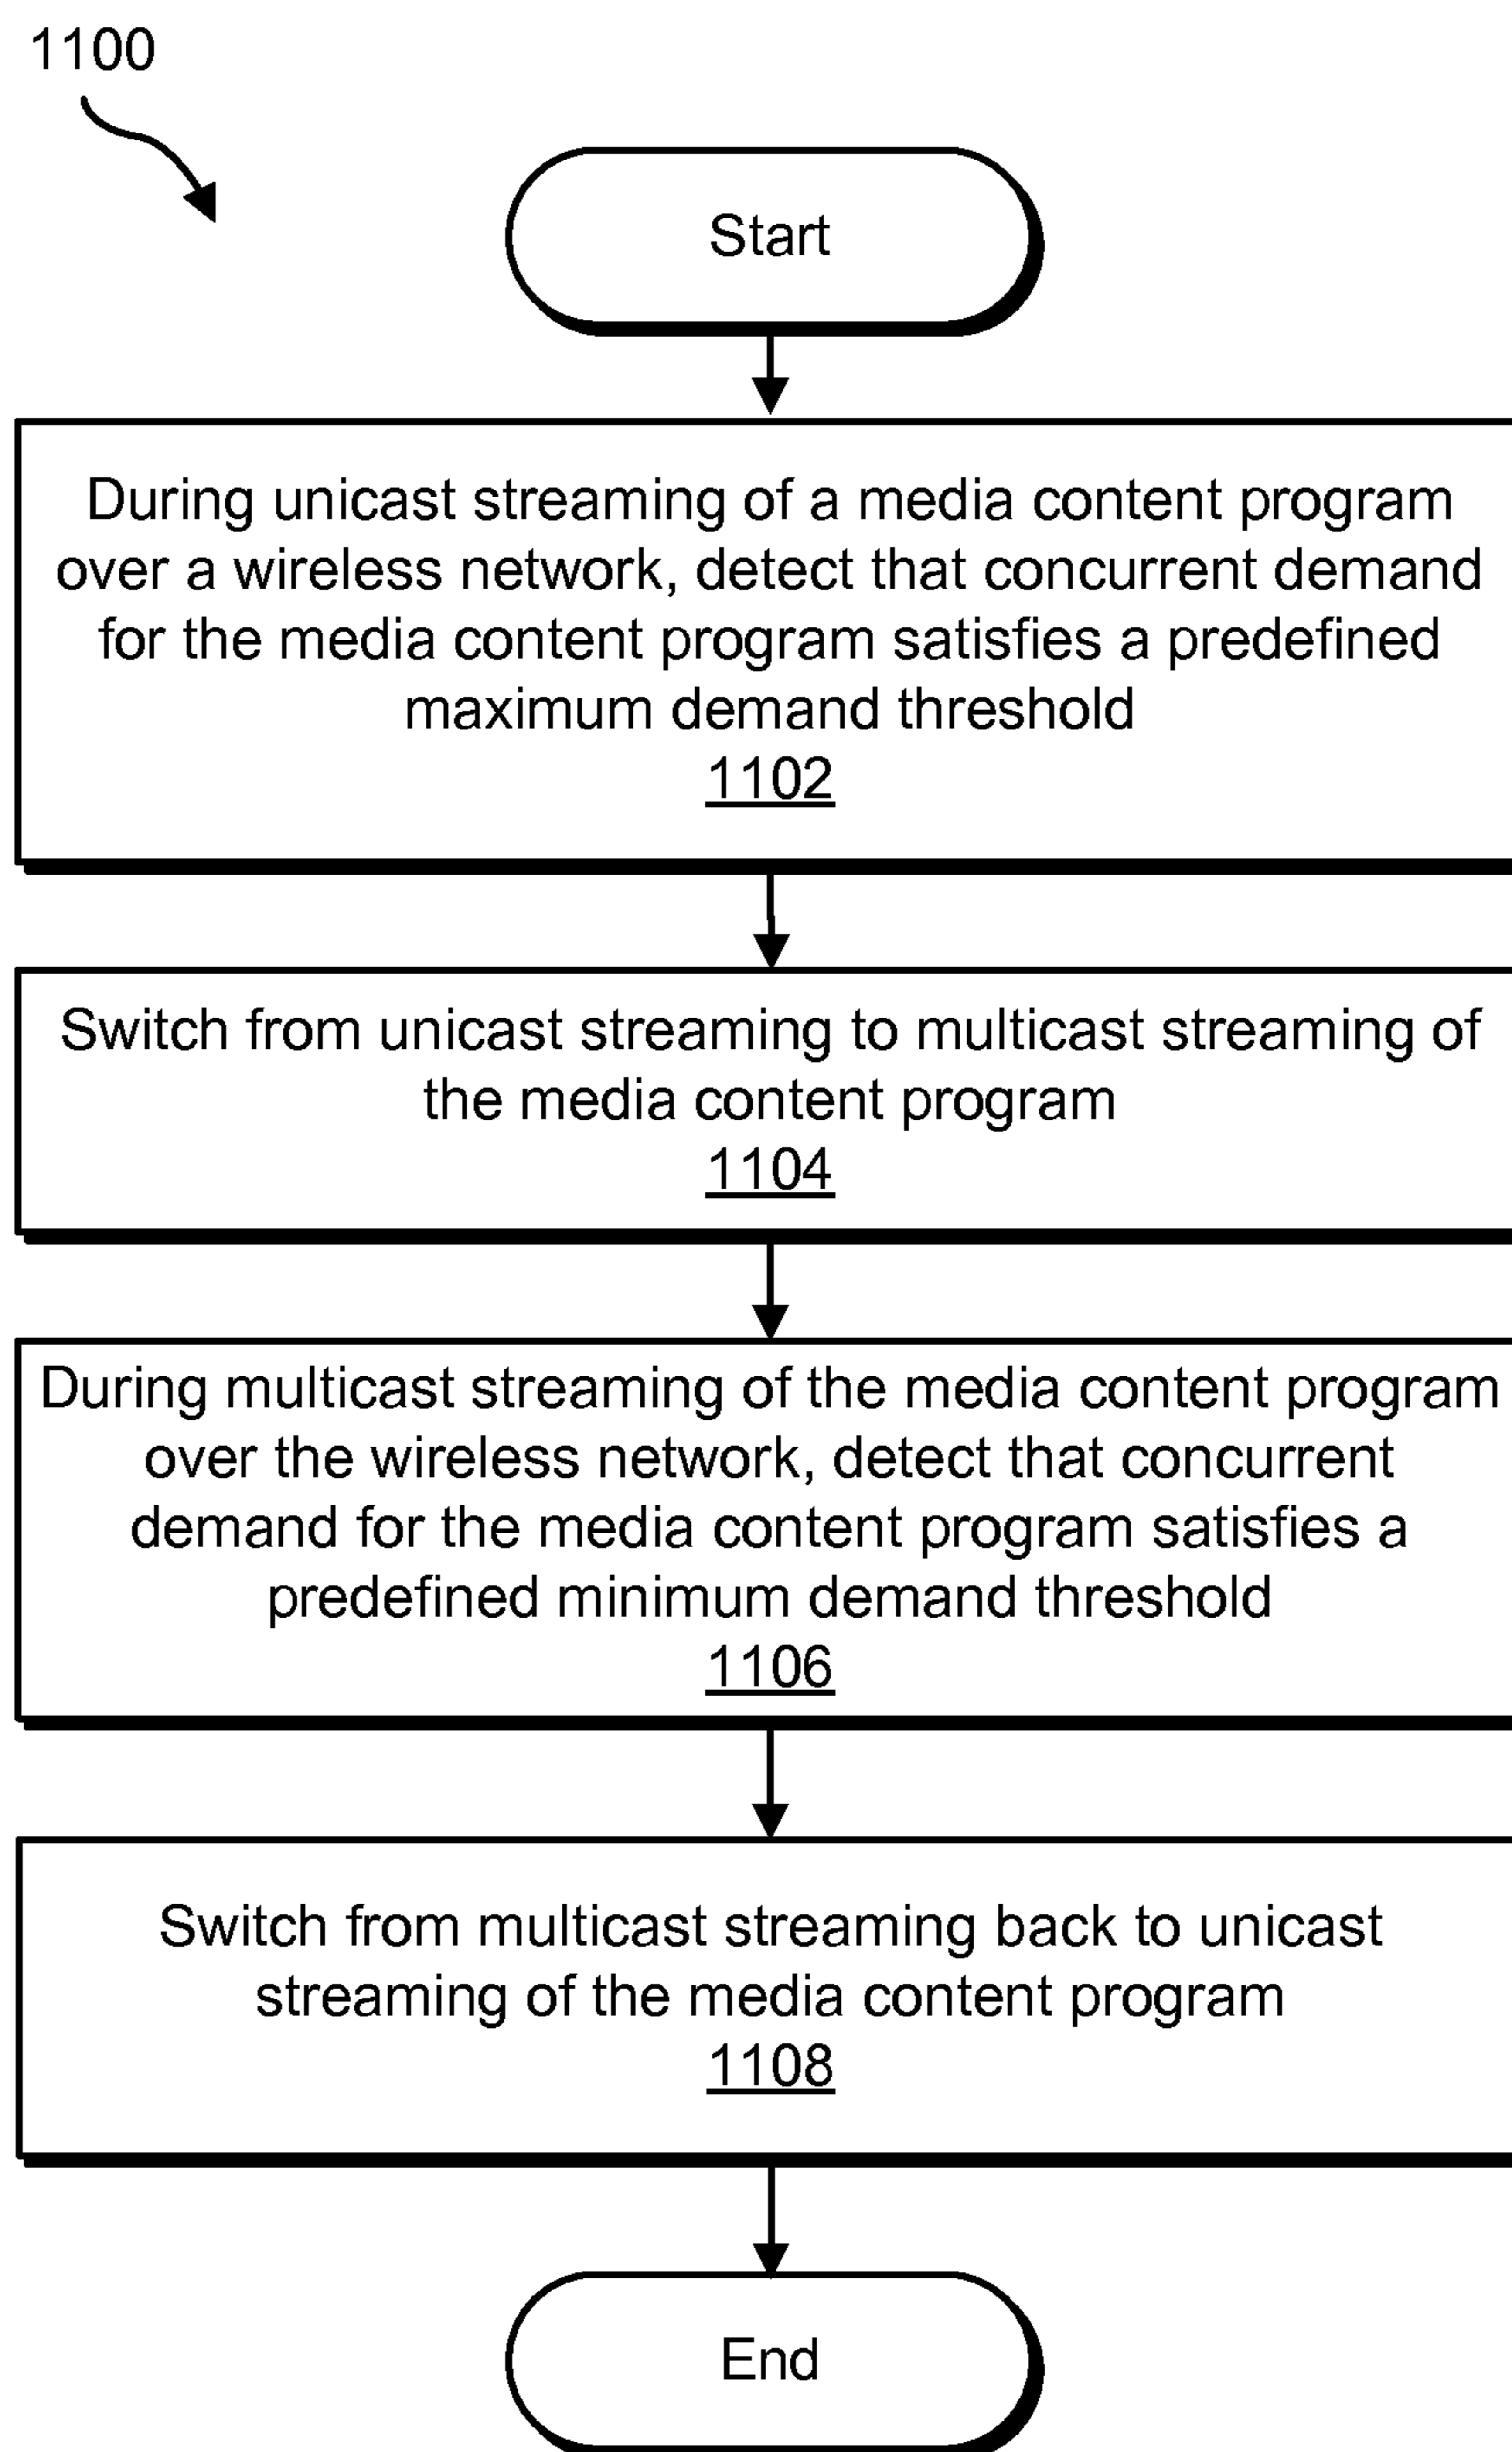 1100
Start
During unicast streaming of a media content program
over a wireless network, detect that concurrent demand
for the media content program satisfies a predefined
maximum demand threshold
1102
Switch from unicast streaming to multicast streaming of
the media content program
1104
During multicast streaming of the media content program
over the wireless network, detect that concurrent
demand for the media content program satisfies a
predefined minimum demand threshold
1106
Switch from multicast streaming back to unicast
streaming of the media content program
1108
End